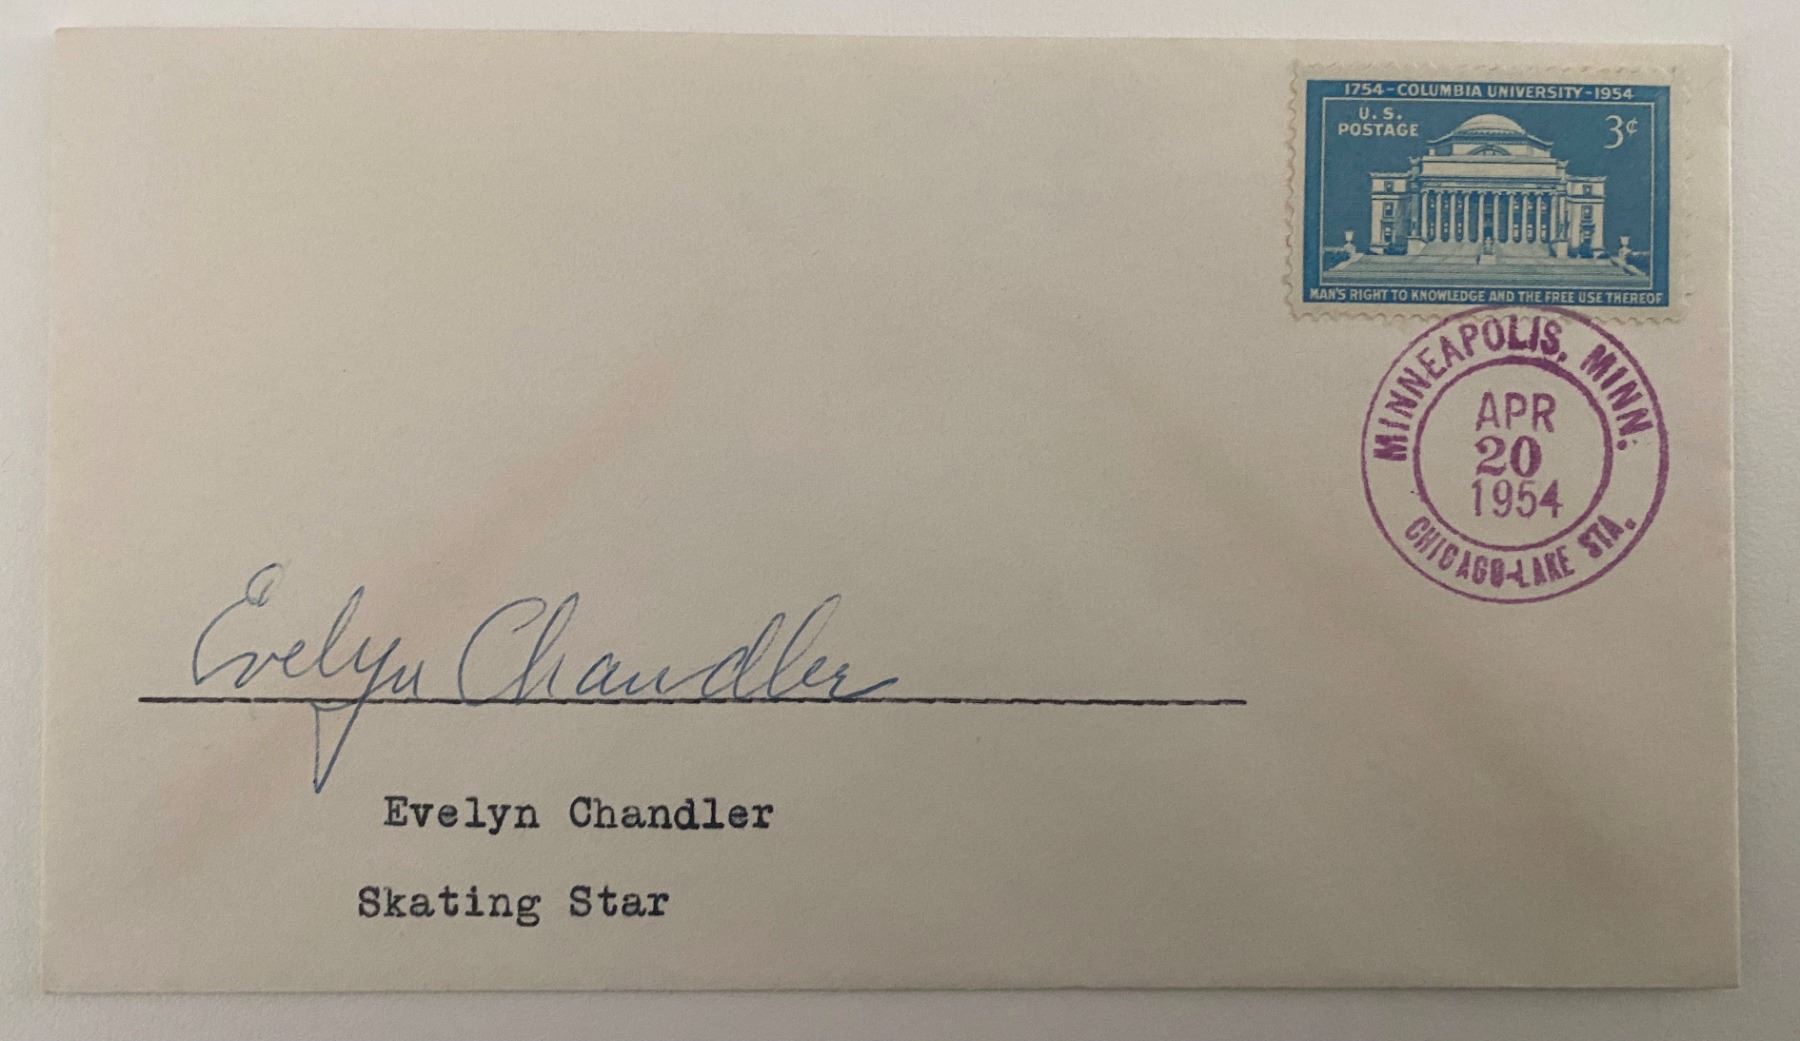 1754-COLUMBIA UNIVERSITY-1954
U.S.
POSTAGE
3¢
MAN'S RIGHT TO KNOWLEDGE AND THE FREE USE THEREOF
MINNEAPOLIS, MINN.
APR
20
1954
CHICAGO-LAKE STA.
Evelyn Chandler
Evelyn Chandler
Skating Star